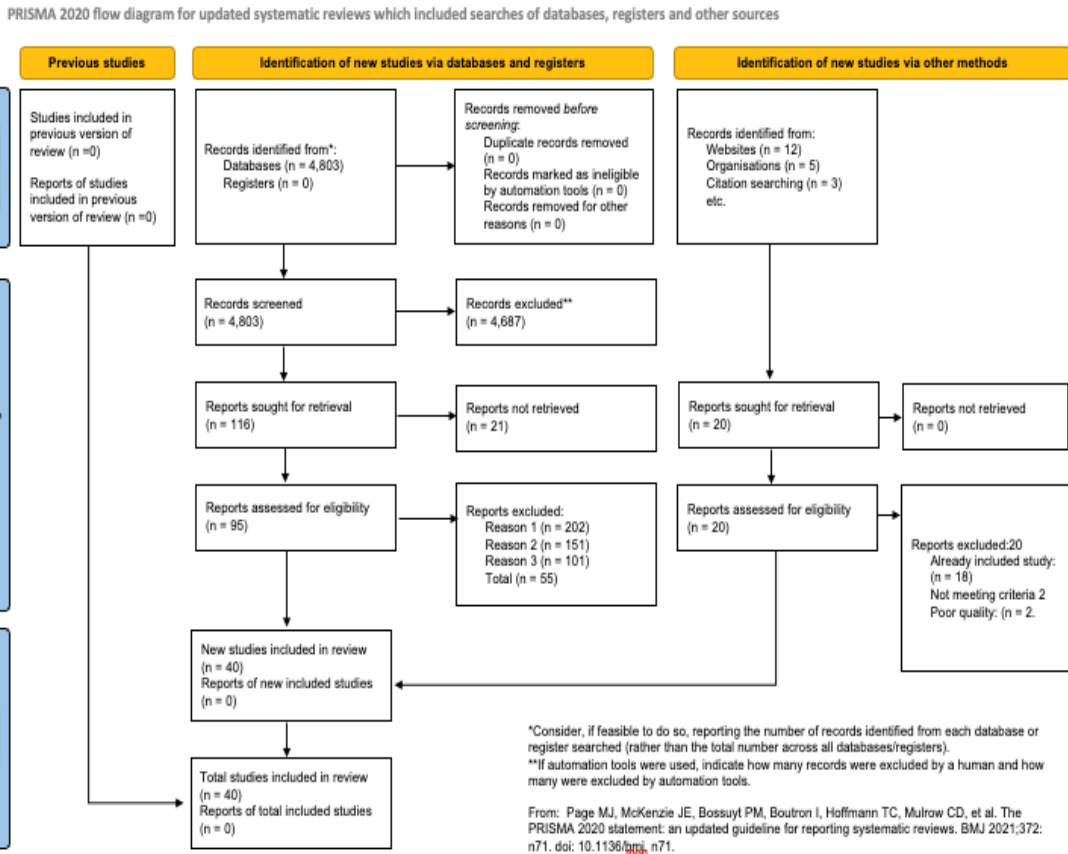 PRISMA 2020 flow diagram for updated systematic reviews which included searches of databases, registers and other sources
Previous studies
Identification of new studies via databases and registers
Identification of new studies via other methods
Studies included in
previous version of
review (n =0)
Reports of studies
included in previous
version of review (n =0)
Records identified from*:
Databases (n = 4,803)
Registers (n = 0)
Records removed before
screening:
Duplicate records removed
(n = 0)
Records marked as ineligible
by automation tools (n = 0)
Records removed for other
reasons (n = 0)
Records identified from:
Websites (n = 12)
Organisations (n = 5)
Citation searching (n = 3)
etc.
Records screened
(n = 4,803)
Records excluded**
(n = 4,687)
Reports sought for retrieval
(n = 116)
Reports not retrieved
(n = 21)
Reports sought for retrieval
(n = 20)
Reports not retrieved
(n = 0)
Reports assessed for eligibility
(n = 95)
Reports excluded:
Reason 1 (n = 202)
Reason 2 (n = 151)
Reason 3 (n = 101)
Total (n = 55)
Reports assessed for eligibility
(n = 20)
Reports excluded:20
Already included study:
(n = 18)
Not meeting criteria 2
Poor quality: (n = 2.
New studies included in review
(n = 40)
Reports of new included studies
(n = 0)
Total studies included in review
(n = 40)
Reports of total included studies
(n = 0)
*Consider, if feasible to do so, reporting the number of records identified from each database or
register searched (rather than the total number across all databases/registers).
**If automation tools were used, indicate how many records were excluded by a human and how
many were excluded by automation tools.
From: Page MJ, McKenzie JE, Bossuyt PM, Boutron I, Hoffmann TC, Mulrow CD, et al. The
PRISMA 2020 statement: an updated guideline for reporting systematic reviews. BMJ 2021;372:
n71. doi: 10.1136/bmj. n71.